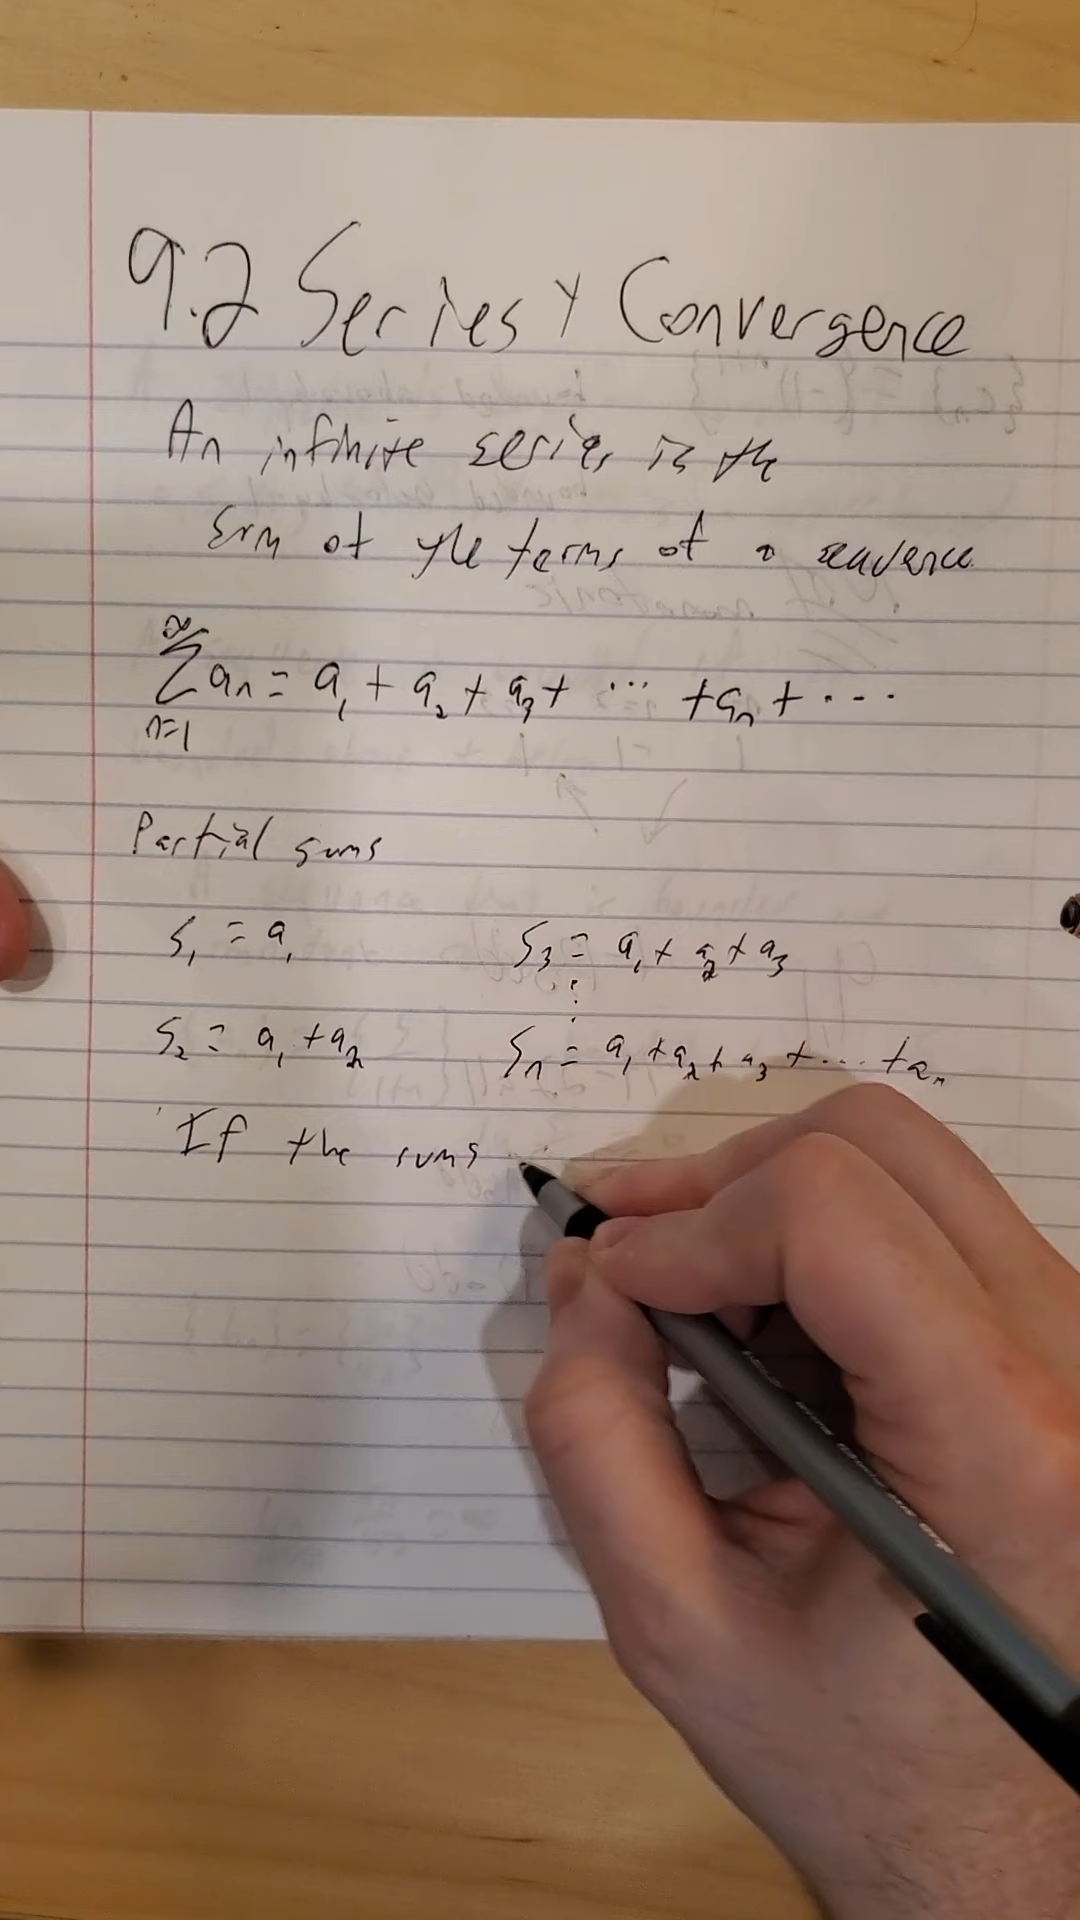 9.2 Series + Convergence
An infinite series is the
sum of the terms of a sequence
∞
∑ aₙ = a₁ + a₂ + a₃ + ... + aₙ + ...
n=1
Partial sums
S₁ = a₁
S₂ = a₁ + a₂
S₃ = a₁ + a₂ + a₃
⋮
Sₙ = a₁ + a₂ + a₃ + ... + aₙ
If the sums